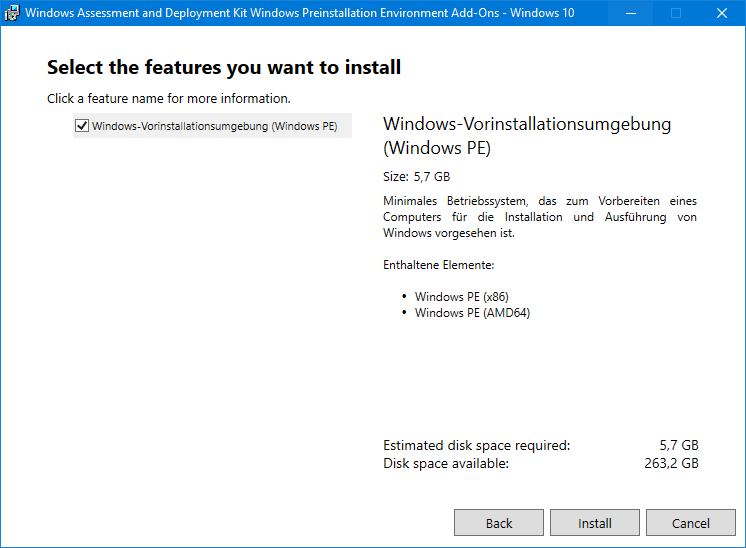 Windows Assessment and Deployment Kit Windows Preinstallation Environment Add-Ons - Windows 10
Select the features you want to install
Click a feature name for more information.
Windows-Vorinstallationsumgebung (Windows PE)
Windows-Vorinstallationsumgebung
(Windows PE)
Size: 5,7 GB
Minimales Betriebssystem, das zum Vorbereiten eines
Computers für die Installation und Ausführung von
Windows vorgesehen ist.
Enthaltene Elemente:
• Windows PE (x86)
• Windows PE (AMD64)
Estimated disk space required: 5,7 GB
Disk space available: 263,2 GB
Back Install Cancel